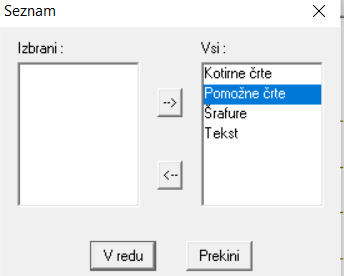 Seznam
Izbrani :
Vsi :
Kotirne črte
Pomožne črte
Šrafure
Tekst
-->
<--
V redu
Prekini